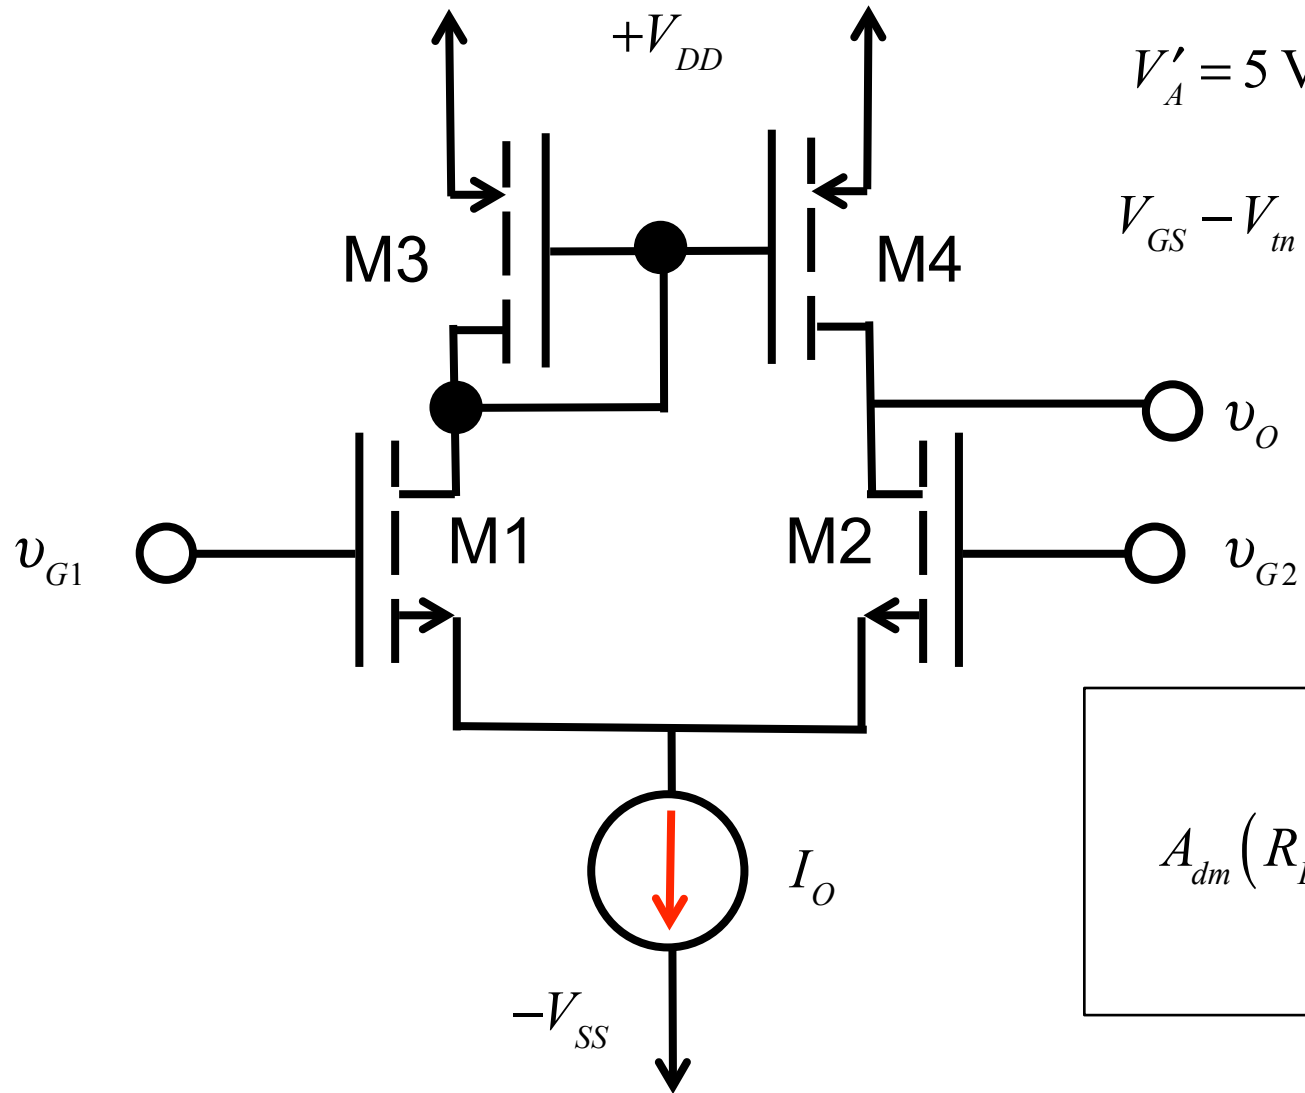 +V_DD
V′_A = 5 V
V_GS − V_tn
M3
M4
υ_O
M1
M2
υ_G1
υ_G2
A_dm(R
I_O
−V_SS